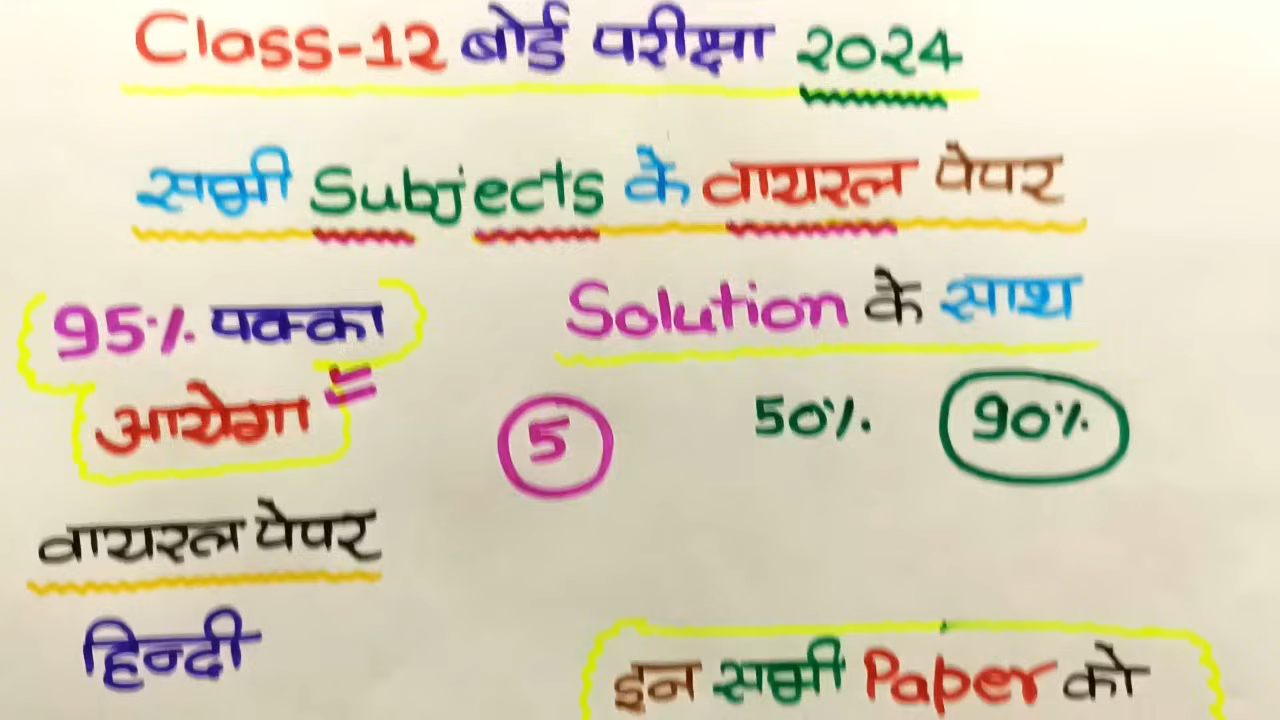 Class-12 बोर्ड परीक्षा 2024
सभी Subjects के वायरल पेपर
Solution के साथ
95% पक्का
आयेगा
5 50% 90%
वायरल पेपर
हिन्दी
इन सभी Paper को